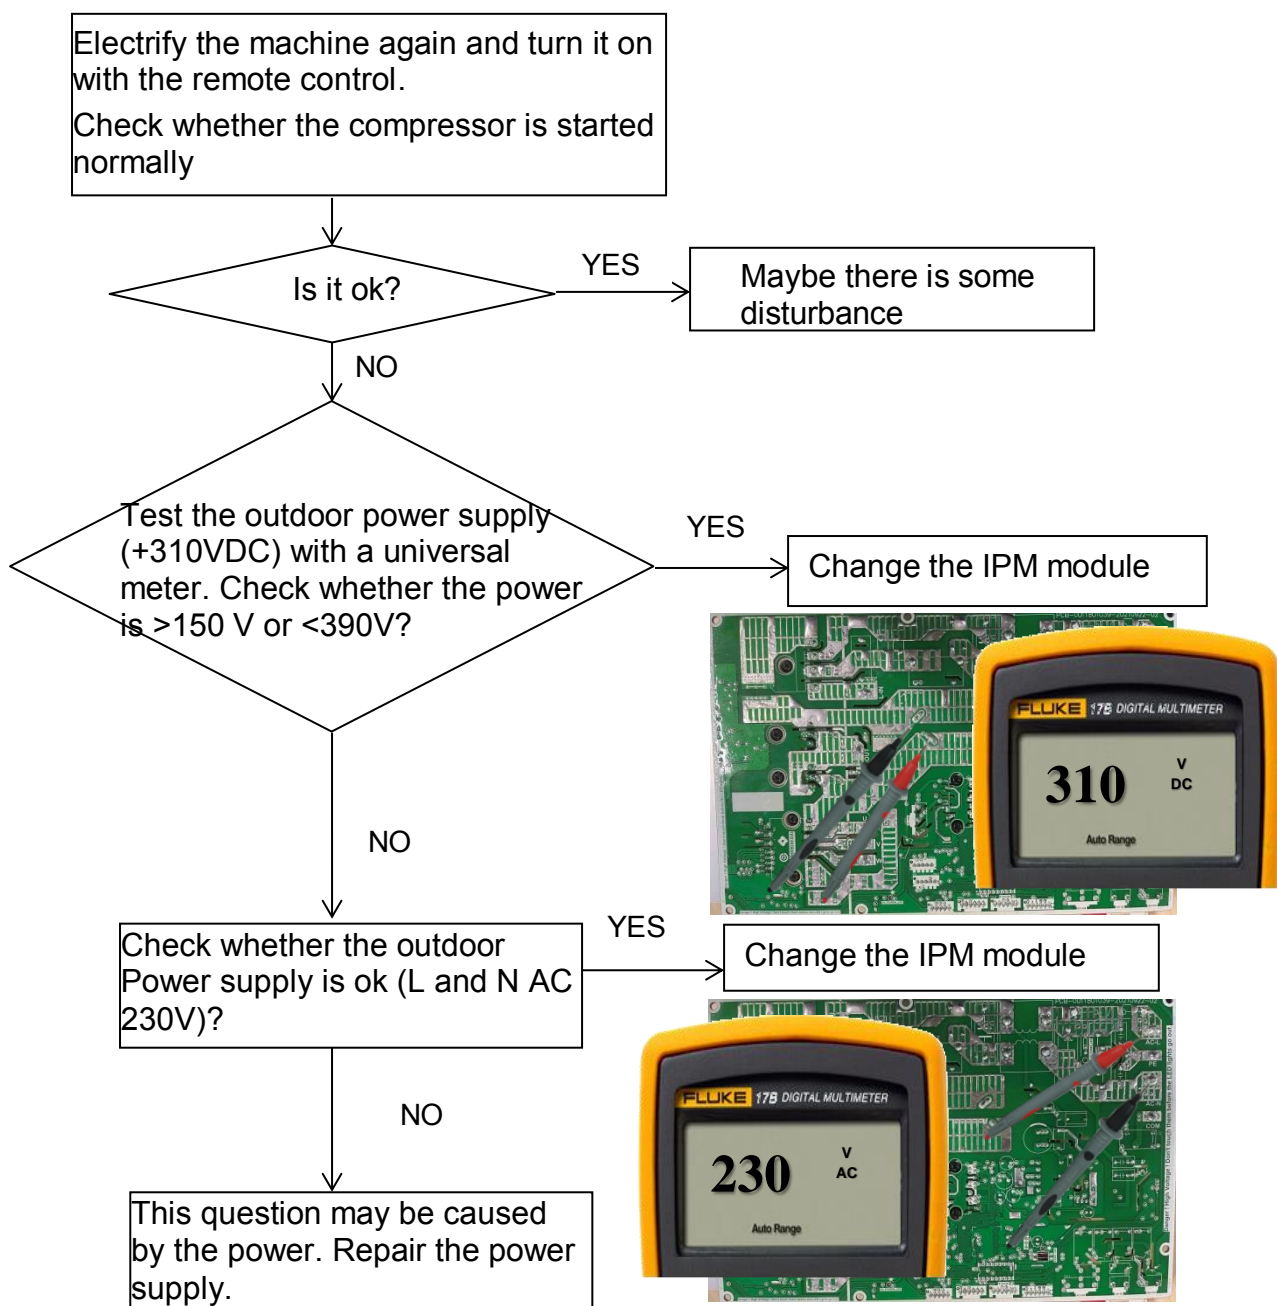 Electrify the machine again and turn it on
with the remote control.
Check whether the compressor is started
normally
Is it ok?
YES
Maybe there is some
disturbance
NO
Test the outdoor power supply
(+310VDC) with a universal
meter. Check whether the power
is >150 V or <390V?
YES
Change the IPM module
FLUKE 17B DIGITAL MULTIMETER
310
V
DC
Auto Range
NO
Check whether the outdoor
Power supply is ok (L and N AC
230V)?
YES
Change the IPM module
AC-L
PE
AC-N
COM
FLUKE 17B DIGITAL MULTIMETER
230
V
AC
Auto Range
NO
This question may be caused
by the power. Repair the power
supply.